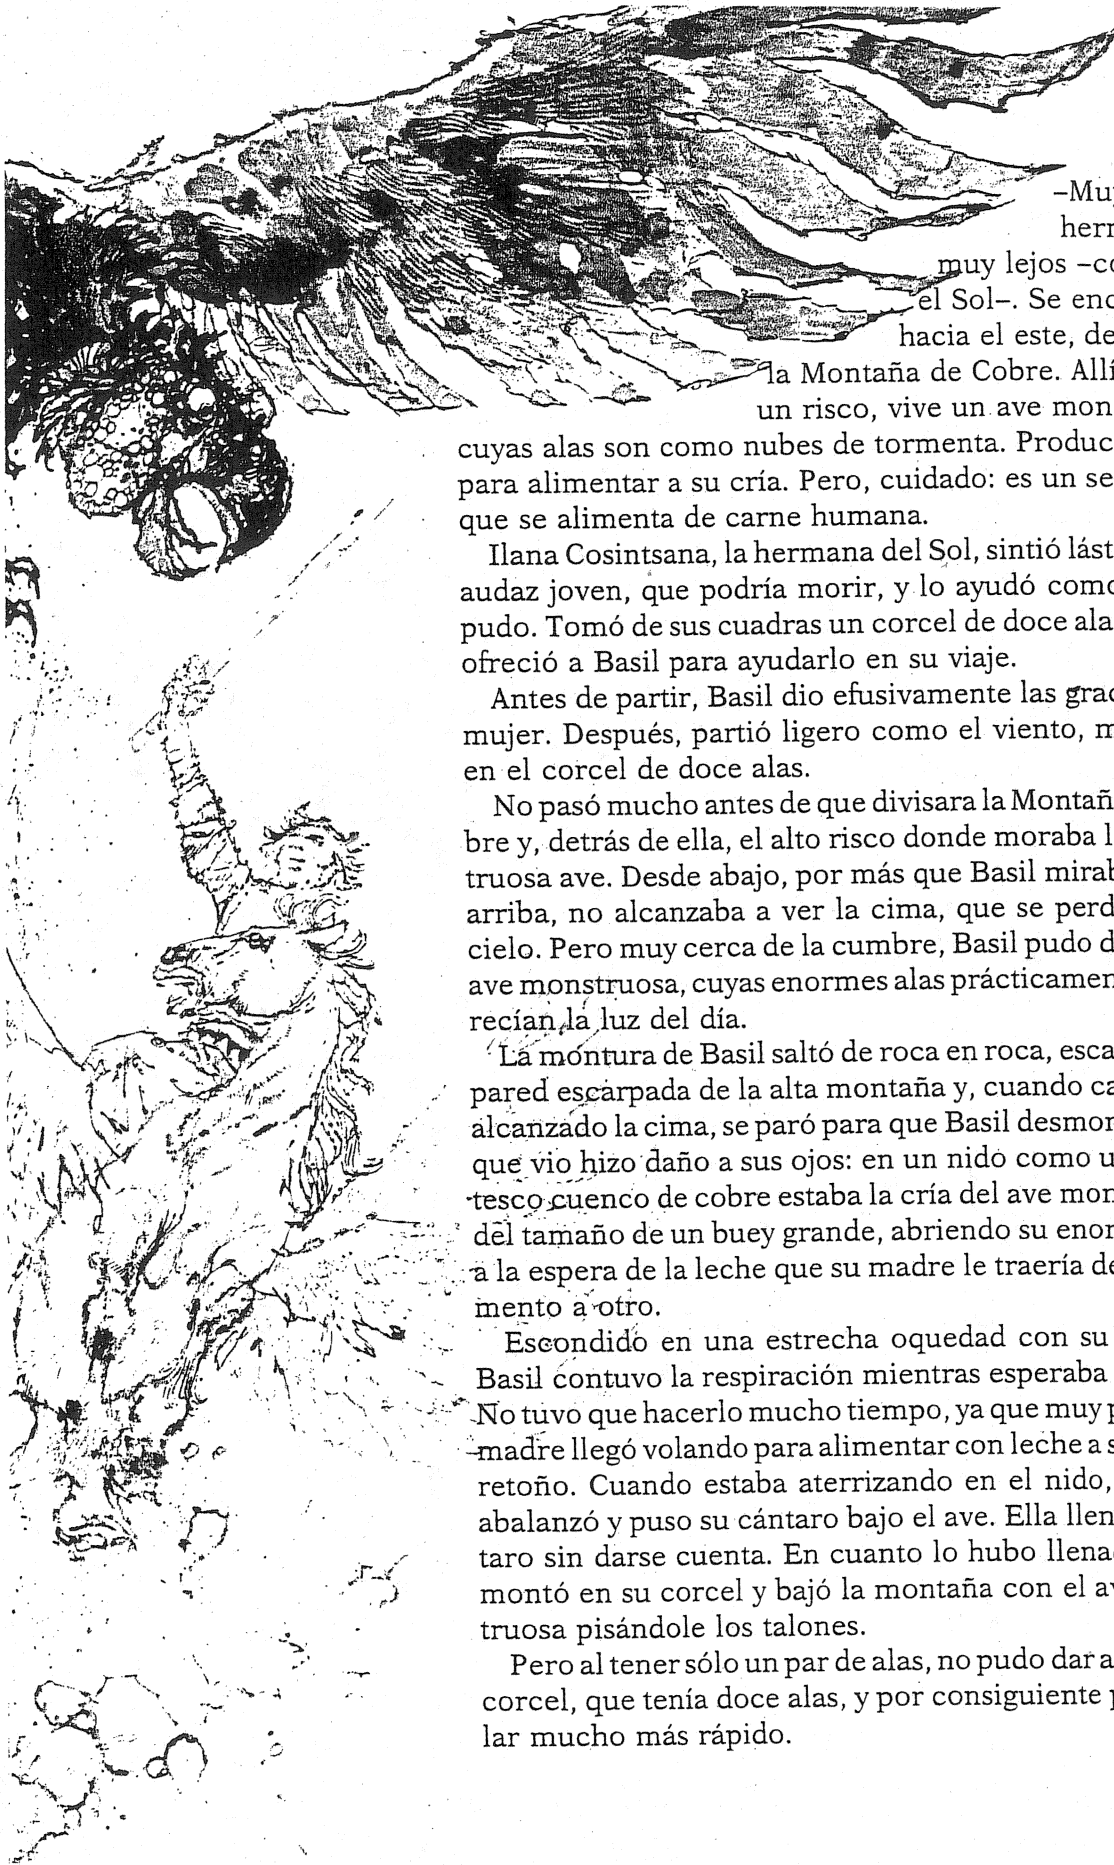 –Muy
herm
muy lejos –co
el Sol–. Se enc
hacia el este, de
la Montaña de Cobre. Allí
un risco, vive un ave mon
cuyas alas son como nubes de tormenta. Produc
para alimentar a su cría. Pero, cuidado: es un se
que se alimenta de carne humana.
Ilana Cosintsana, la hermana del Sol, sintió lást
audaz joven, que podría morir, y lo ayudó como
pudo. Tomó de sus cuadras un corcel de doce ala
ofreció a Basil para ayudarlo en su viaje.
Antes de partir, Basil dio efusivamente las grac
mujer. Después, partió ligero como el viento, m
en el corcel de doce alas.
No pasó mucho antes de que divisara la Montañ
bre y, detrás de ella, el alto risco donde moraba l
truosa ave. Desde abajo, por más que Basil mirab
arriba, no alcanzaba a ver la cima, que se perd
cielo. Pero muy cerca de la cumbre, Basil pudo d
ave monstruosa, cuyas enormes alas prácticamen
recían la luz del día.
La montura de Basil saltó de roca en roca, esca
pared escarpada de la alta montaña y, cuando ca
alcanzado la cima, se paró para que Basil desmon
que vio hizo daño a sus ojos: en un nido como u
tesco cuenco de cobre estaba la cría del ave mon
del tamaño de un buey grande, abriendo su enor
a la espera de la leche que su madre le traería de
mento a otro.
Escondido en una estrecha oquedad con su
Basil contuvo la respiración mientras esperaba
No tuvo que hacerlo mucho tiempo, ya que muy p
madre llegó volando para alimentar con leche a s
retoño. Cuando estaba aterrizando en el nido,
abalanzó y puso su cántaro bajo el ave. Ella llen
taro sin darse cuenta. En cuanto lo hubo llena
montó en su corcel y bajó la montaña con el av
truosa pisándole los talones.
Pero al tener sólo un par de alas, no pudo dar a
corcel, que tenía doce alas, y por consiguiente p
lar mucho más rápido.